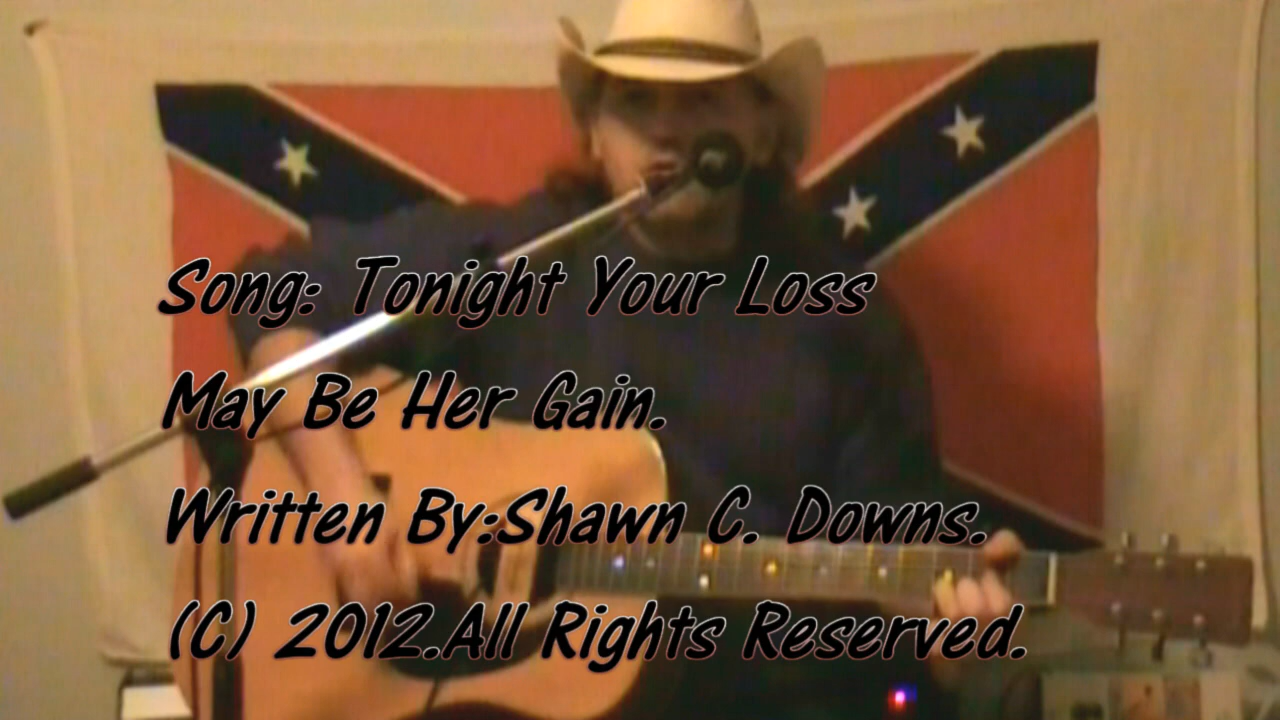 Song: Tonight Your Loss
May Be Her Gain.
Written By:Shawn C. Downs.
(C) 2012.All Rights Reserved.